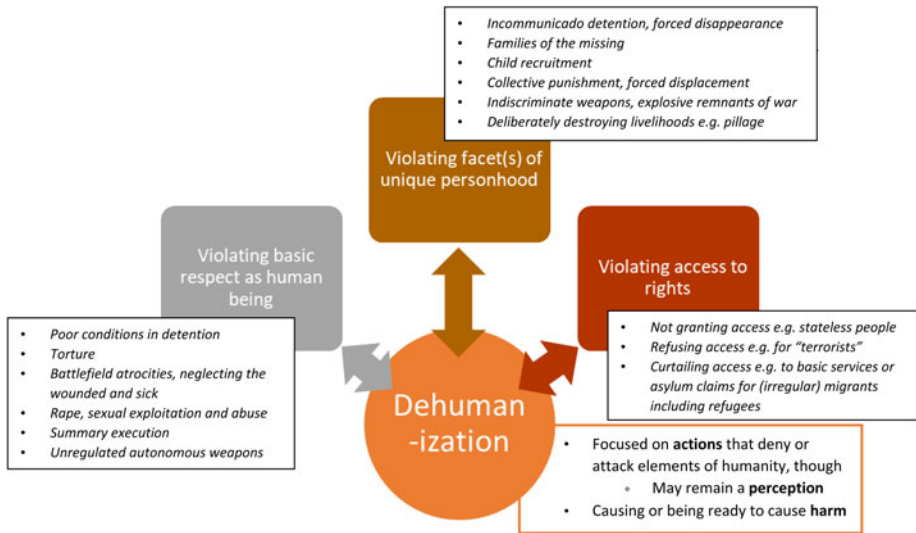 • Incommunicado detention, forced disappearance
• Families of the missing
• Child recruitment
• Collective punishment, forced displacement
• Indiscriminate weapons, explosive remnants of war
• Deliberately destroying livelihoods e.g. pillage
Violating facet(s) of
unique personhood
Violating basic
respect as human
being
• Poor conditions in detention
• Torture
• Battlefield atrocities, neglecting the
wounded and sick
• Rape, sexual exploitation and abuse
• Summary execution
• Unregulated autonomous weapons
Violating access to
rights
• Not granting access e.g. stateless people
• Refusing access e.g. for “terrorists”
• Curtailing access e.g. to basic services or
asylum claims for (irregular) migrants
including refugees
Dehuman
-ization
• Focused on actions that deny or
attack elements of humanity, though
◦ May remain a perception
• Causing or being ready to cause harm